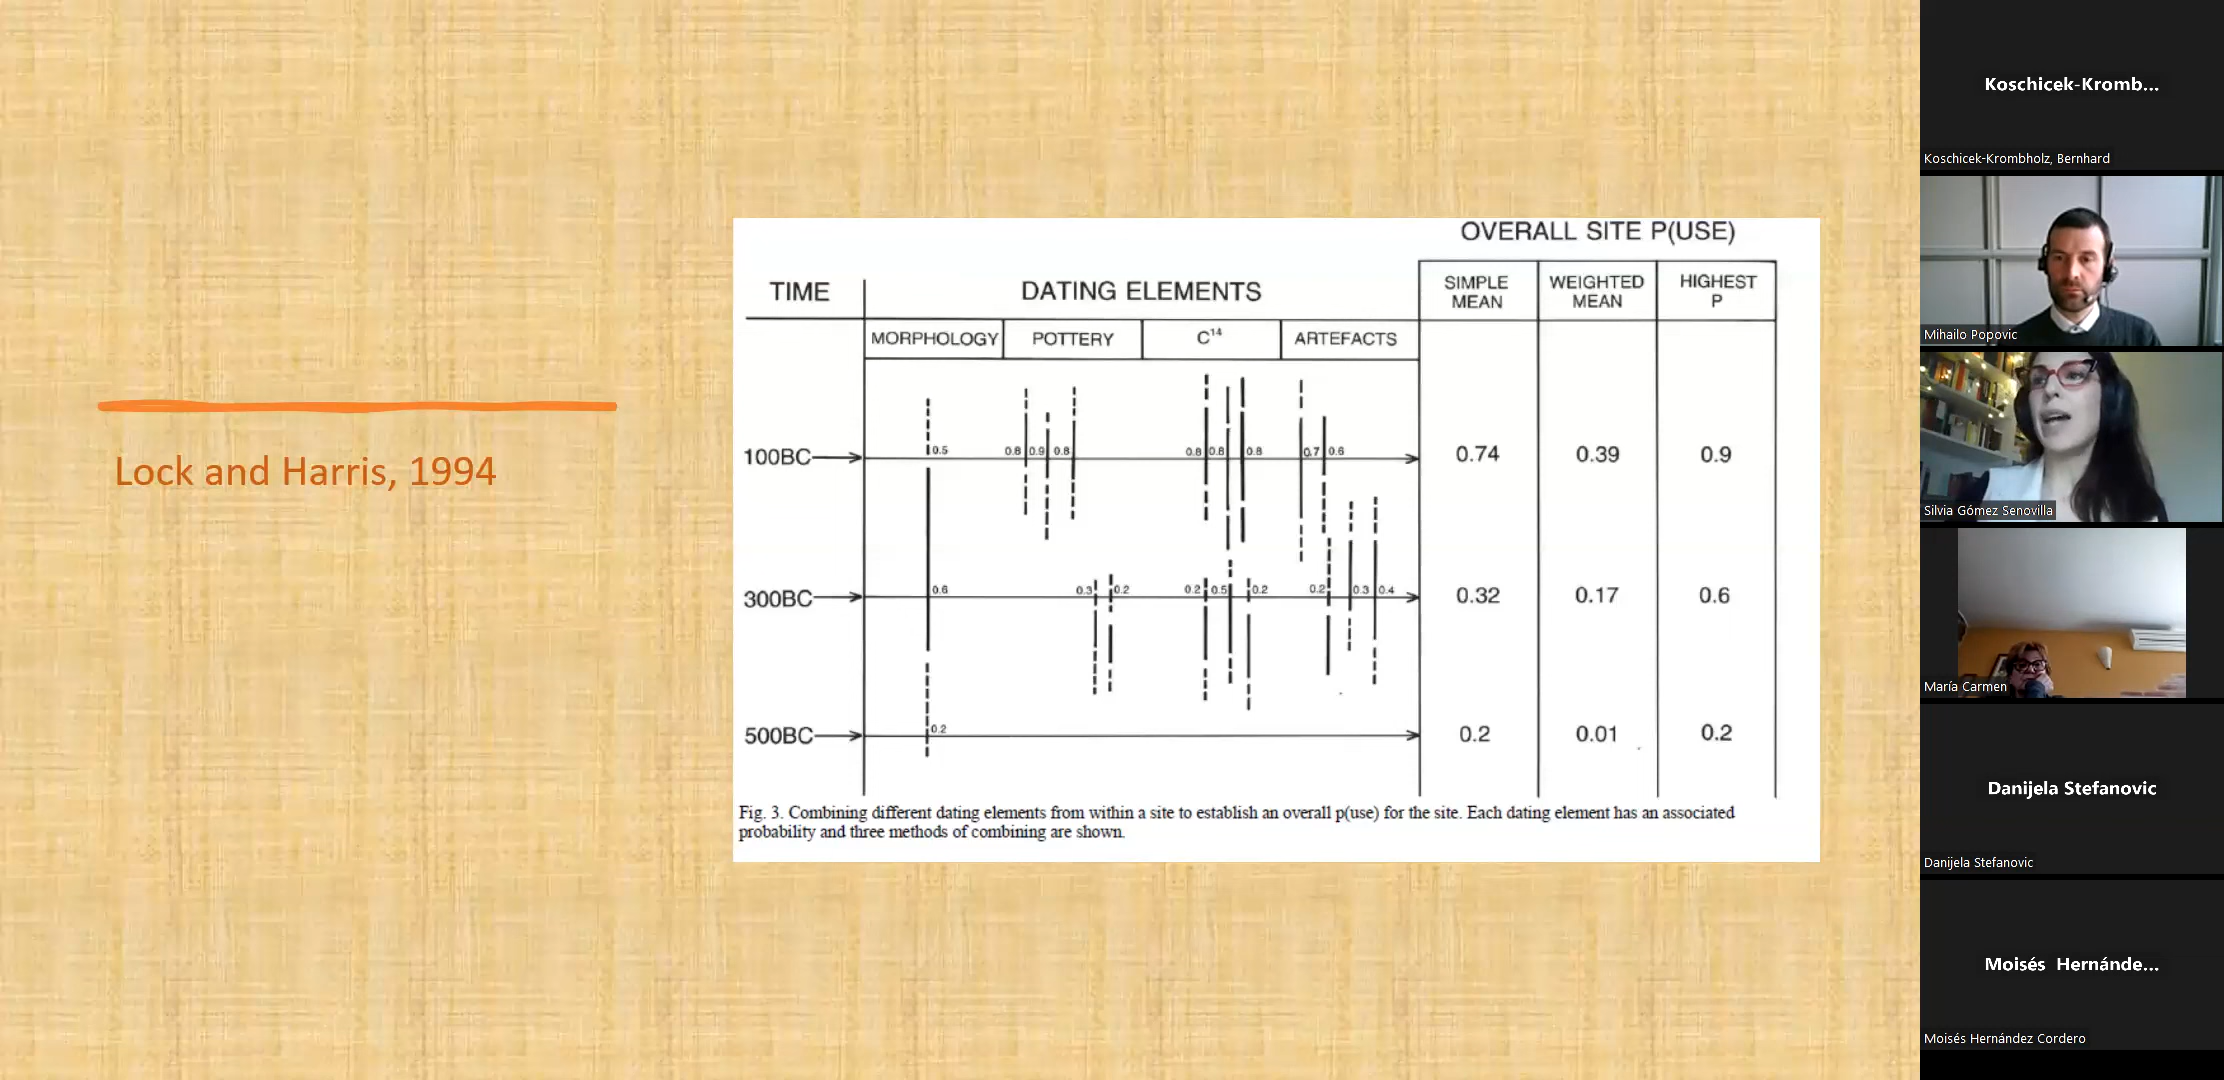 Lock and Harris, 1994
OVERALL SITE P(USE)
TIME
DATING ELEMENTS
SIMPLE MEAN
WEIGHTED MEAN
HIGHEST P
MORPHOLOGY
POTTERY
C14
ARTEFACTS
100BC
0.5
0.8
0.9
0.8
0.8
0.8
0.8
0.7
0.6
0.74
0.39
0.9
300BC
0.6
0.3
0.2
0.2
0.5
0.2
0.2
0.3
0.4
0.32
0.17
0.6
500BC
0.2
0.2
0.01
0.2
Fig. 3. Combining different dating elements from within a site to establish an overall p(use) for the site. Each dating element has an associated
probability and three methods of combining are shown.
Koschicek-Kromb...
Koschicek-Krombholz, Bernhard
Mihailo Popovic
Silvia Gómez Senovilla
María Carmen
Danijela Stefanovic
Danijela Stefanovic
Moisés Hernánde...
Moisés Hernández Cordero